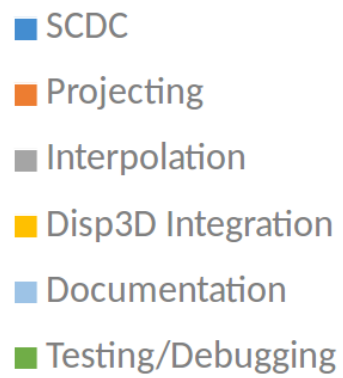 SCDC
Projecting
Interpolation
Disp3D Integration
Documentation
Testing/Debugging